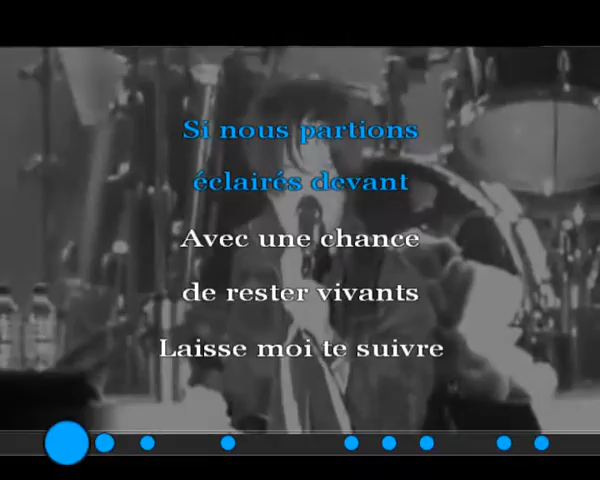 Si nous partions
éclairés devant
Avec une chance
de rester vivants
Laisse moi te suivre